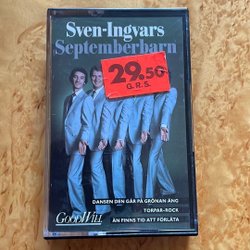 Sven-Ingvars
Septemberbarn
29.50
G.R.S.
DANSEN DEN GÅR PÅ GRÖNAN ÄNG
TORPAR-ROCK
GOODWILL
ÄN FINNS TID ATT FÖRLÅTA